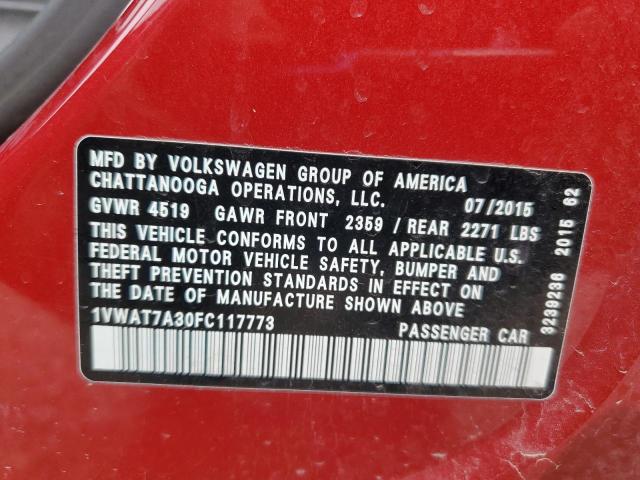 MFD BY VOLKSWAGEN GROUP OF AMERICA
CHATTANOOGA OPERATIONS, LLC. 07/2015
GVWR 4519 GAWR FRONT 2359 / REAR 2271 LBS
THIS VEHICLE CONFORMS TO ALL APPLICABLE U.S.
FEDERAL MOTOR VEHICLE SAFETY, BUMPER AND
THEFT PREVENTION STANDARDS IN EFFECT ON
THE DATE OF MANUFACTURE SHOWN ABOVE
1VWAT7A30FC117773 PASSENGER CAR
3239236 2015 62